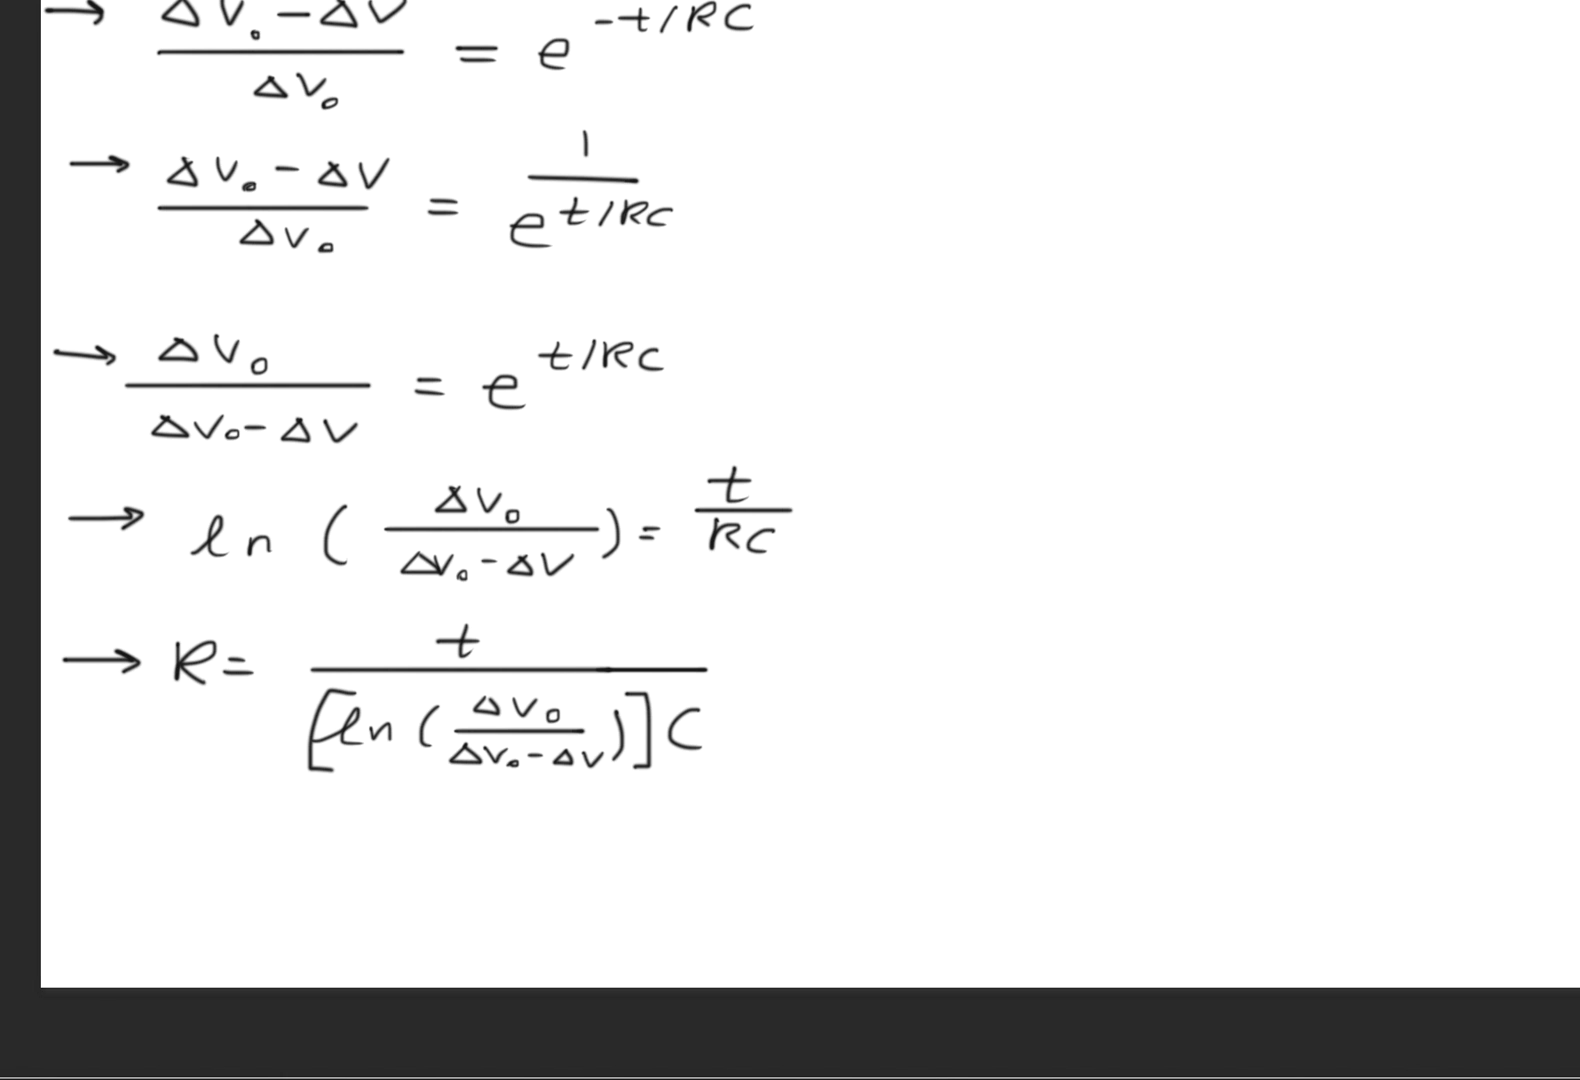 → (ΔV₀ - ΔV) / ΔV₀ = e^(-t/RC)
→ (ΔV₀ - ΔV) / ΔV₀ = 1 / e^(t/RC)
→ ΔV₀ / (ΔV₀ - ΔV) = e^(t/RC)
→ ln (ΔV₀ / (ΔV₀ - ΔV)) = t / RC
→ R = t / ([ln (ΔV₀ / (ΔV₀ - ΔV))] C)